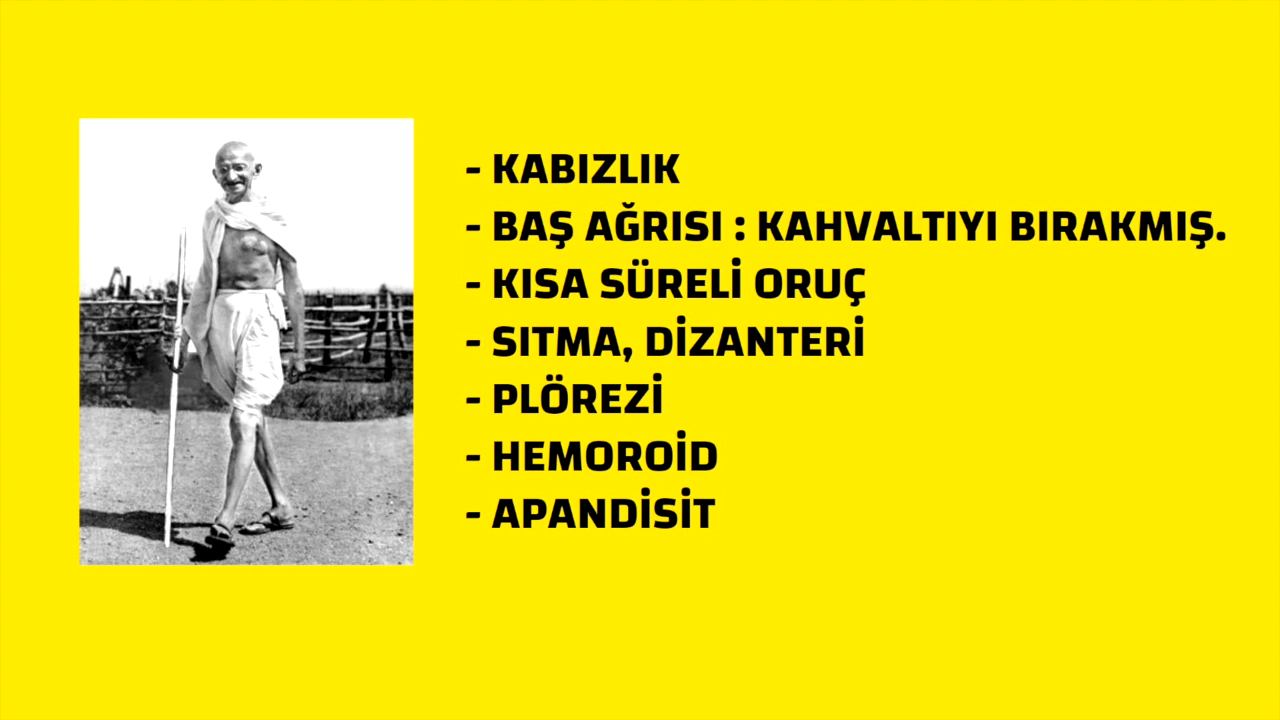 - KABIZLIK
- BAŞ AĞRISI : KAHVALTIYI BIRAKMIŞ.
- KISA SÜRELİ ORUÇ
- SITMA, DİZANTERİ
- PLÖREZİ
- HEMOROİD
- APANDİSİT